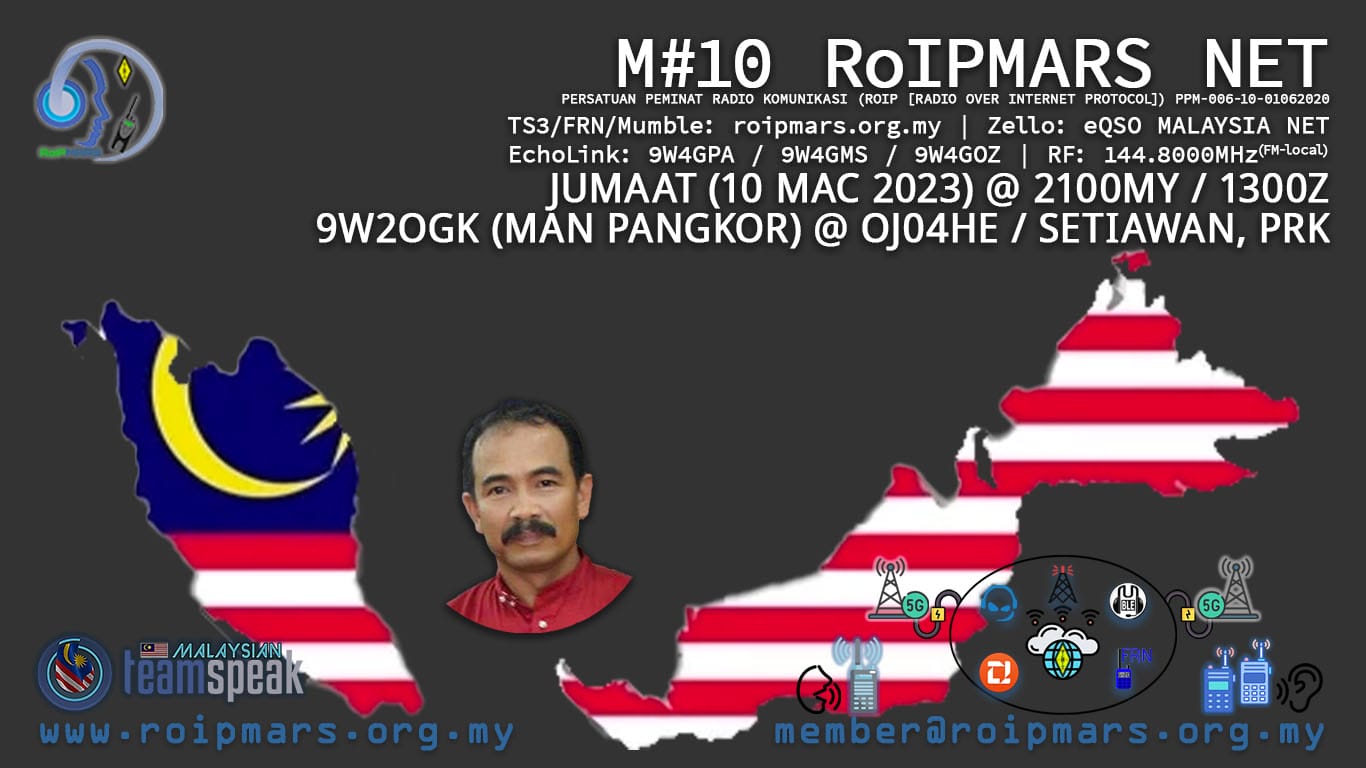 M#10 RoIPMARS NET
PERSATUAN PEMINAT RADIO KOMUNIKASI (ROIP [RADIO OVER INTERNET PROTOCOL]) PPM-006-10-01062020
TS3/FRN/Mumble: roipmars.org.my | Zello: eQSO MALAYSIA NET
EchoLink: 9W4GPA / 9W4GMS / 9W4GOZ | RF: 144.8000MHz(FM-local)
JUMAAT (10 MAC 2023) @ 2100MY / 1300Z
9W2OGK (MAN PANGKOR) @ OJ04HE / SETIAWAN, PRK
RoIPMARS
5G
BLE
5G
FRN
MALAYSIAN
teamspeak
www.roipmars.org.my
member@roipmars.org.my